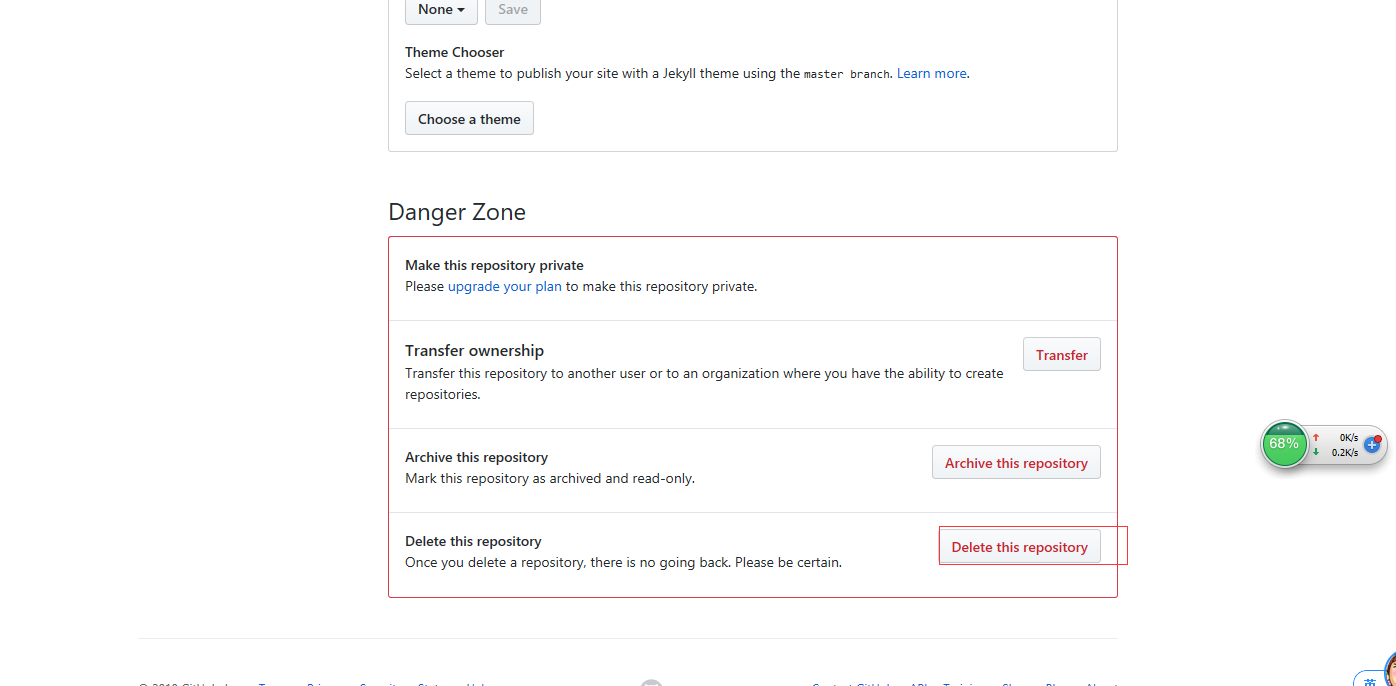 None
Save
Theme Chooser
Select a theme to publish your site with a Jekyll theme using the master branch. Learn more.
Choose a theme
Danger Zone
Make this repository private
Please upgrade your plan to make this repository private.
Transfer ownership
Transfer
Transfer this repository to another user or to an organization where you have the ability to create
repositories.
Archive this repository
Archive this repository
Mark this repository as archived and read-only.
68%
0K/s
0.2K/s
Delete this repository
Delete this repository
Once you delete a repository, there is no going back. Please be certain.
英